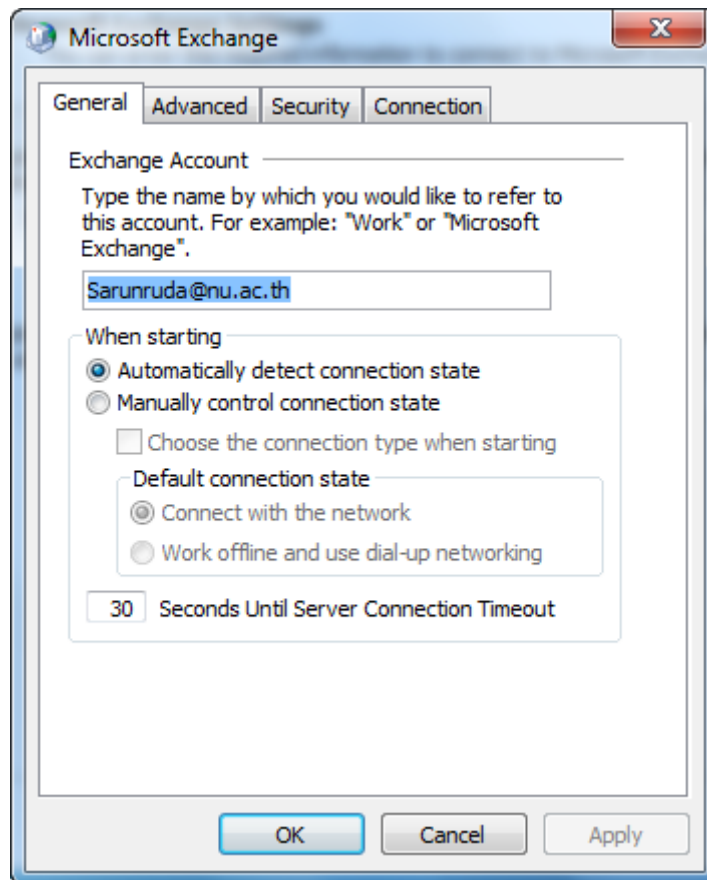 Microsoft Exchange
General Advanced Security Connection
Exchange Account
Type the name by which you would like to refer to
this account. For example: "Work" or "Microsoft
Exchange".
Sarunruda@nu.ac.th
When starting
Automatically detect connection state
Manually control connection state
Choose the connection type when starting
Default connection state
Connect with the network
Work offline and use dial-up networking
30 Seconds Until Server Connection Timeout
OK Cancel Apply